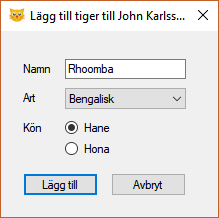 Lägg till tiger till John Karlss...
Namn Rhoomba
Art Bengalisk
Kön Hane
Hona
Lägg till Avbryt